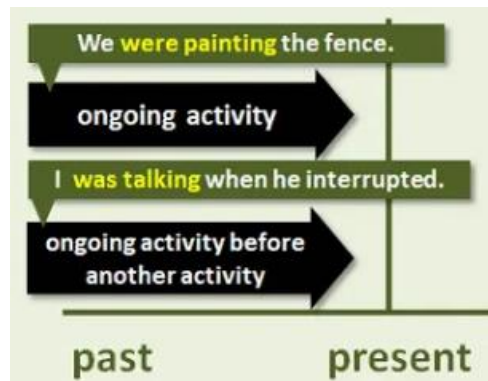 We were painting the fence.
ongoing activity
I was talking when he interrupted.
ongoing activity before
another activity
past present